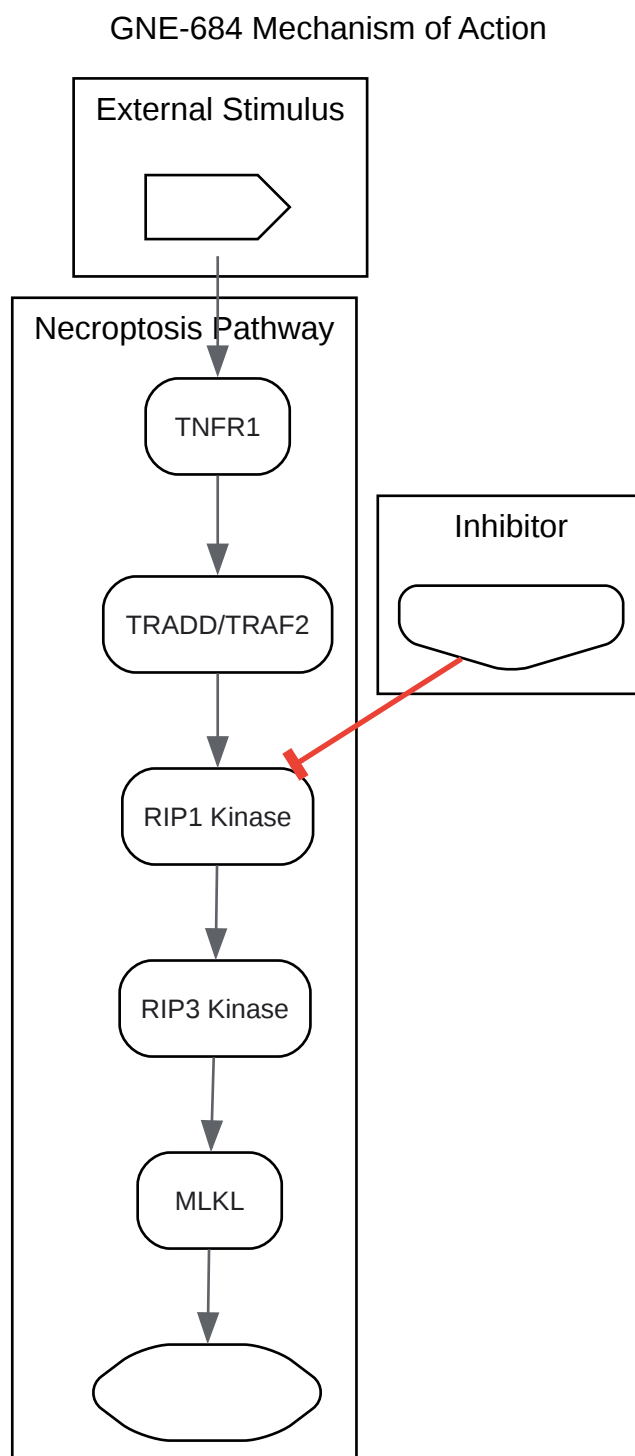 GNE-684 Mechanism of Action
External Stimulus
Necroptosis Pathway
TNFR1
Inhibitor
TRADD/TRAF2
RIP1 Kinase
RIP3 Kinase
MLKL